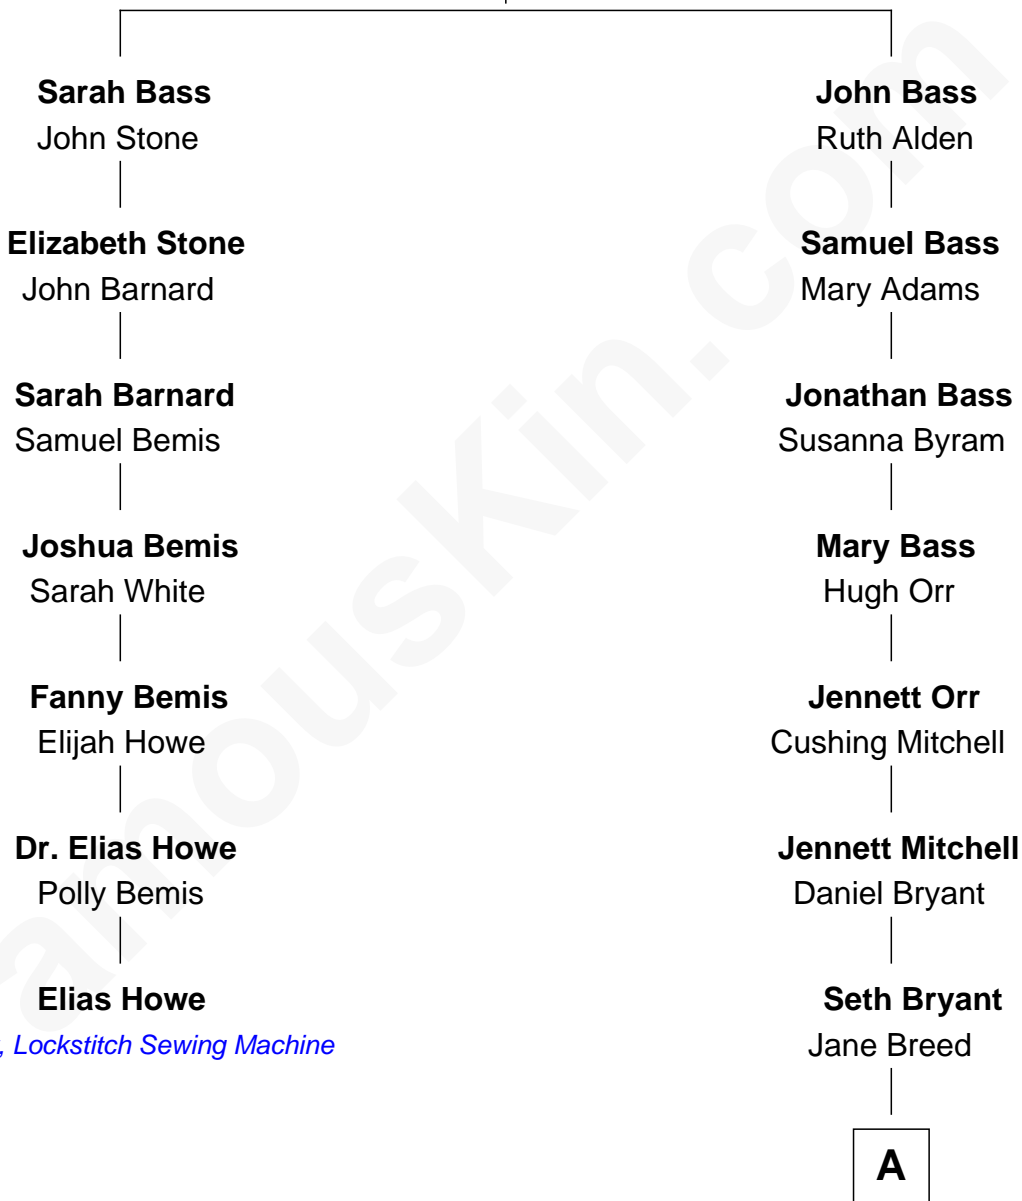 Sarah Bass
John Stone
John Bass
Ruth Alden
Elizabeth Stone
John Barnard
Samuel Bass
Mary Adams
Sarah Barnard
Samuel Bemis
Jonathan Bass
Susanna Byram
Joshua Bemis
Sarah White
Mary Bass
Hugh Orr
Fanny Bemis
Elijah Howe
Jennett Orr
Cushing Mitchell
Dr. Elias Howe
Polly Bemis
Jennett Mitchell
Daniel Bryant
Elias Howe
, Lockstitch Sewing Machine
Seth Bryant
Jane Breed
A
amouskin.com